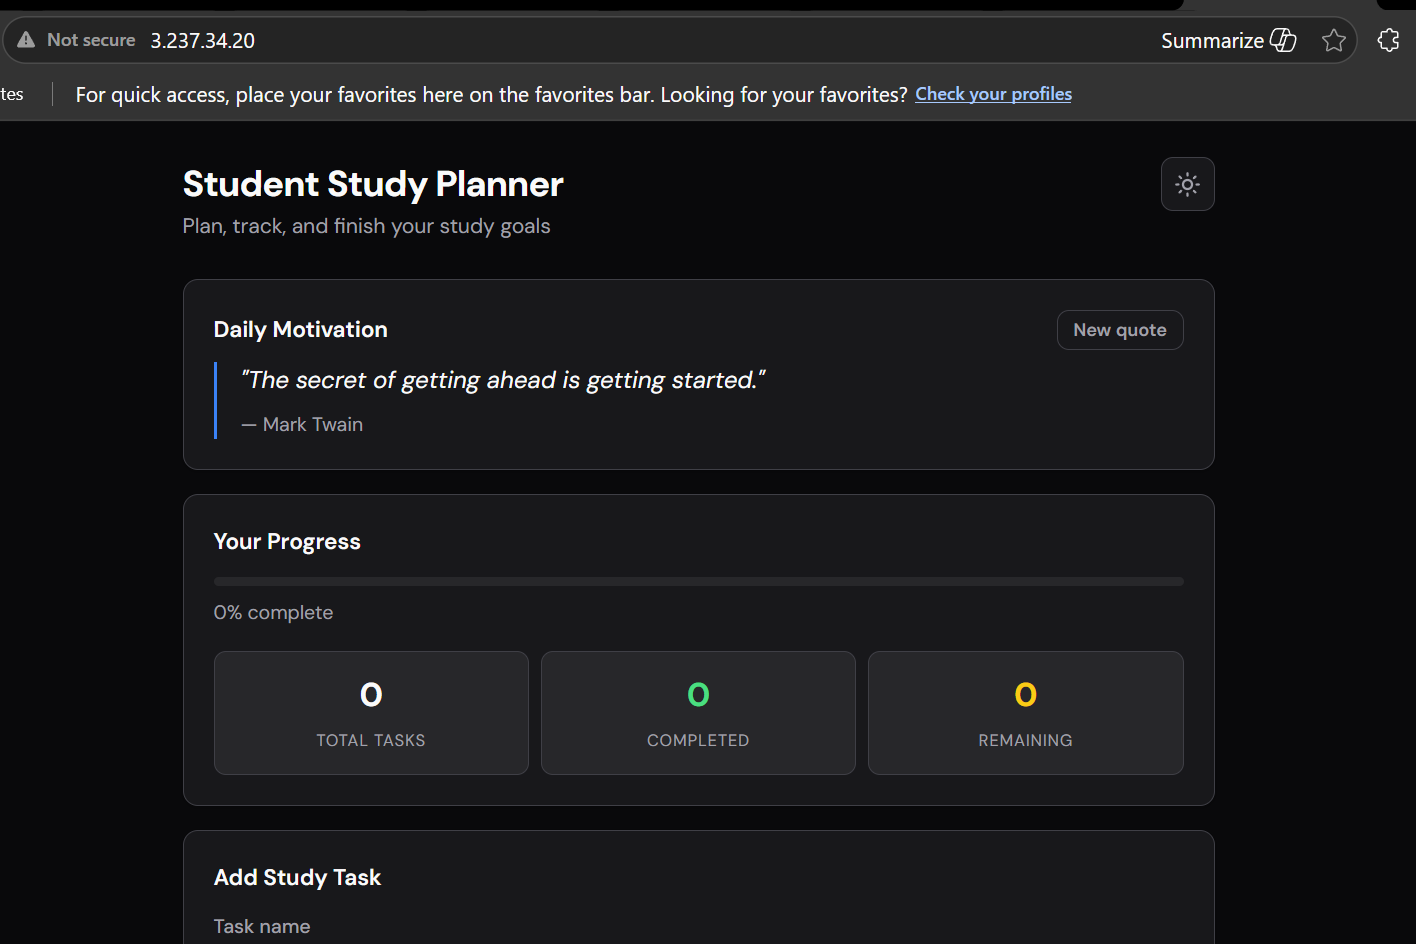 Not secure 3.237.34.20 Summarize
tes For quick access, place your favorites here on the favorites bar. Looking for your favorites? Check your profiles
Student Study Planner
Plan, track, and finish your study goals
Daily Motivation New quote
"The secret of getting ahead is getting started."
— Mark Twain
Your Progress
0% complete
0 0 0
TOTAL TASKS COMPLETED REMAINING
Add Study Task
Task name